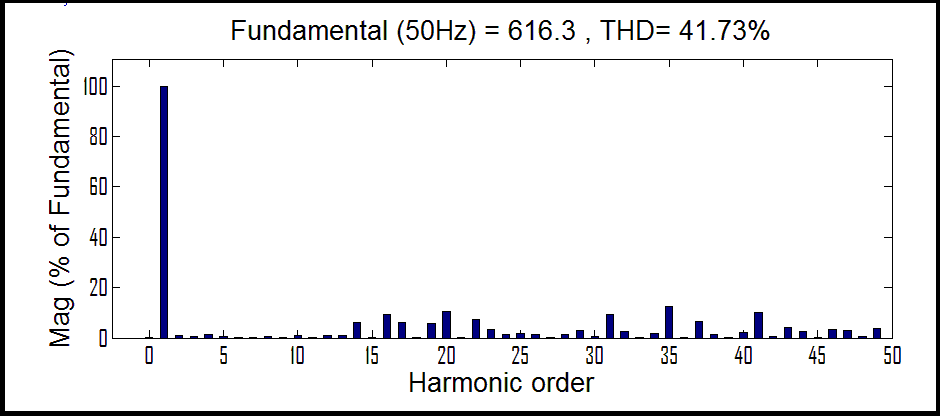 Fundamental (50Hz) = 616.3 , THD= 41.73%
Mag (% of Fundamental)
100
80
60
40
20
0
0 5 10 15 20 25 30 35 40 45 50
Harmonic order